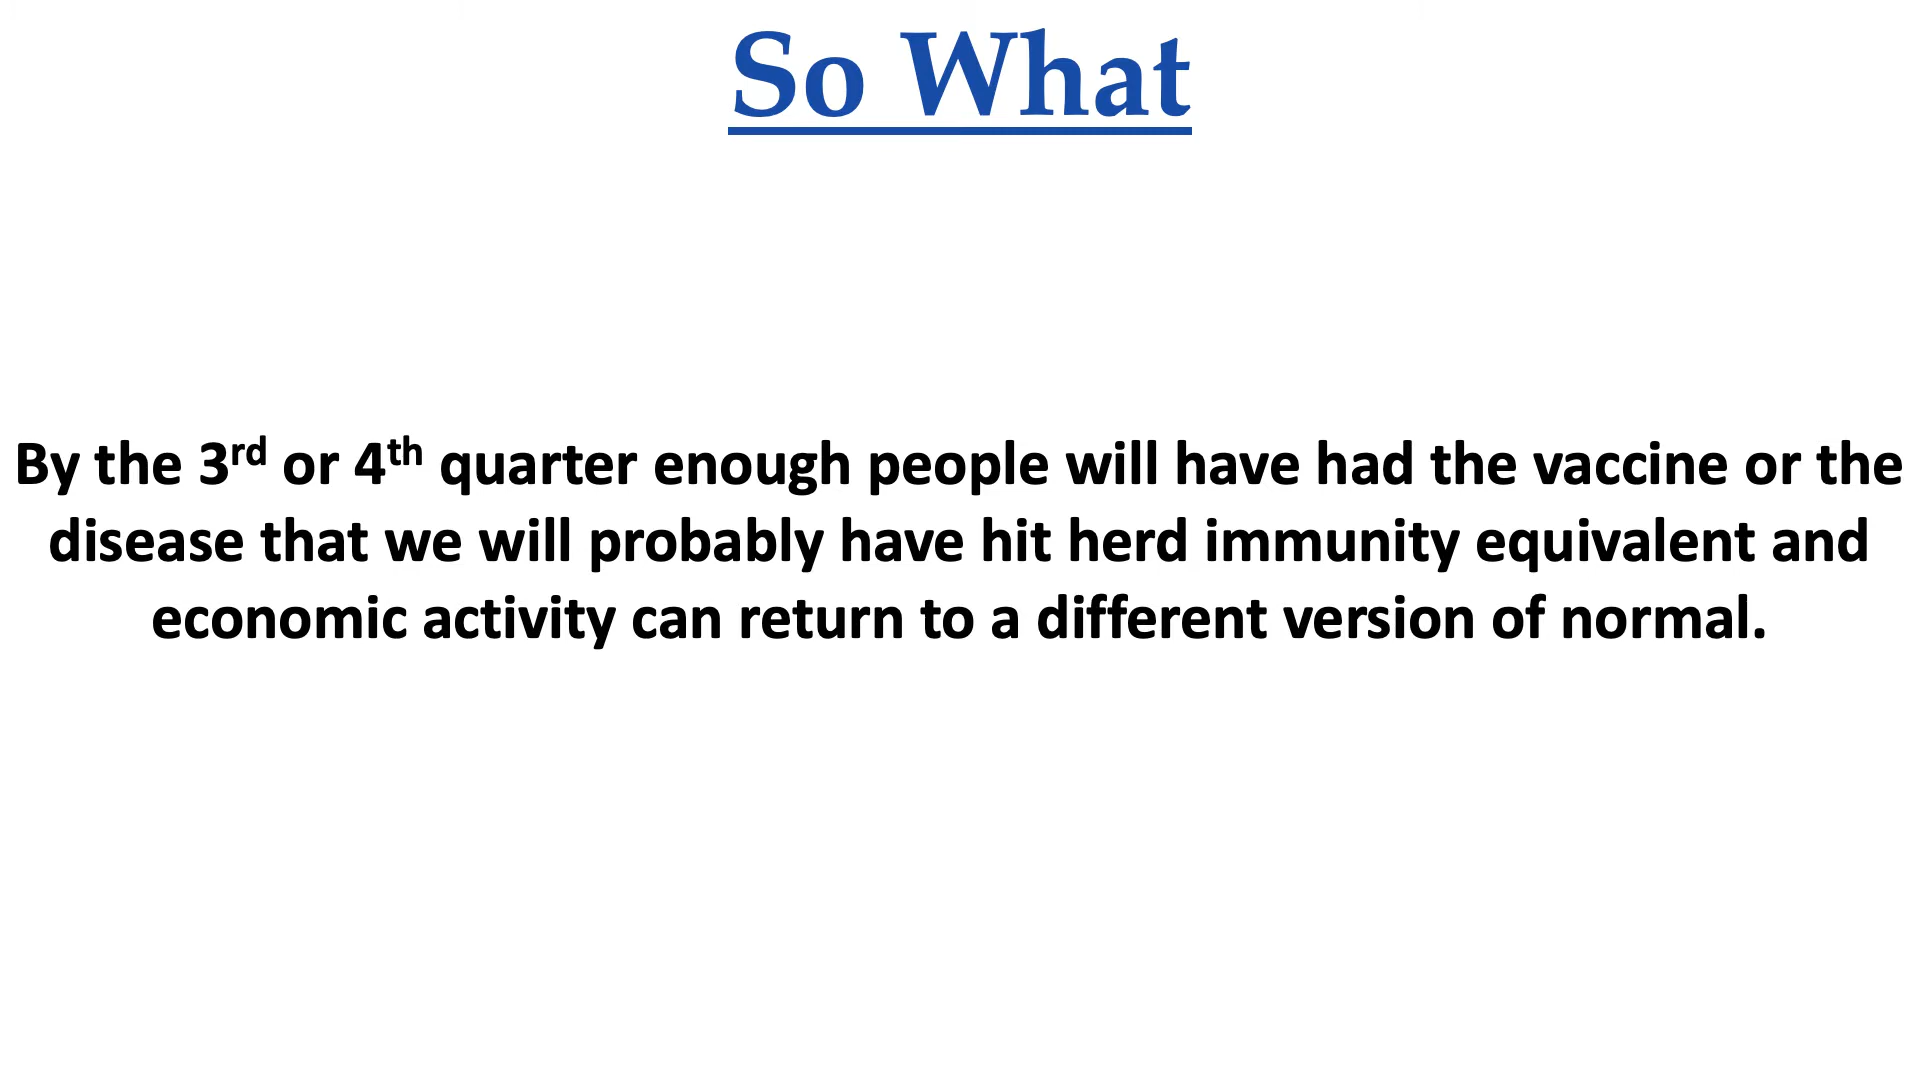 So What
By the 3rd or 4th quarter enough people will have had the vaccine or the
disease that we will probably have hit herd immunity equivalent and
economic activity can return to a different version of normal.